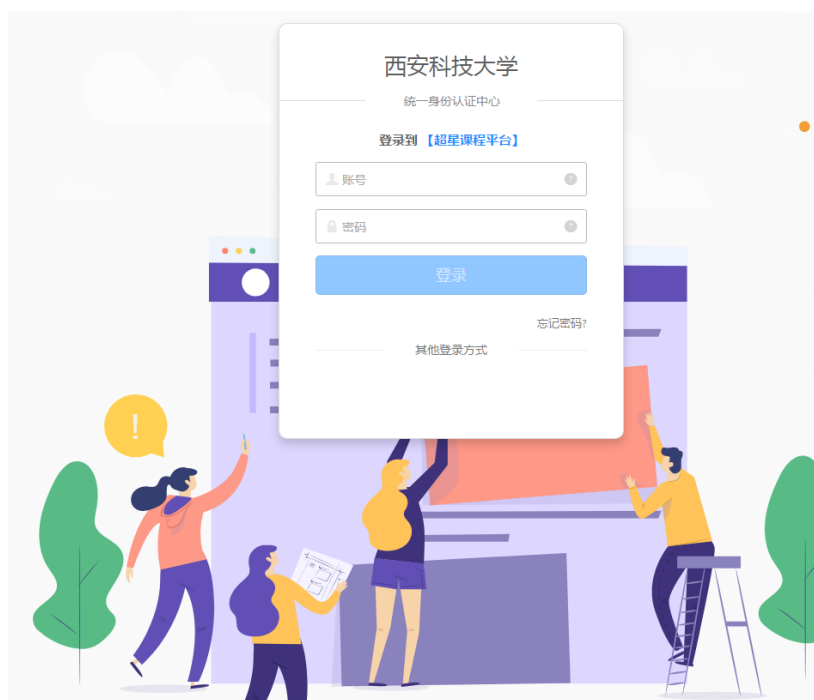 西安科技大学
统一身份认证中心
登录到【超星课程平台】
账号
?
密码
?
登录
忘记密码?
其他登录方式
!